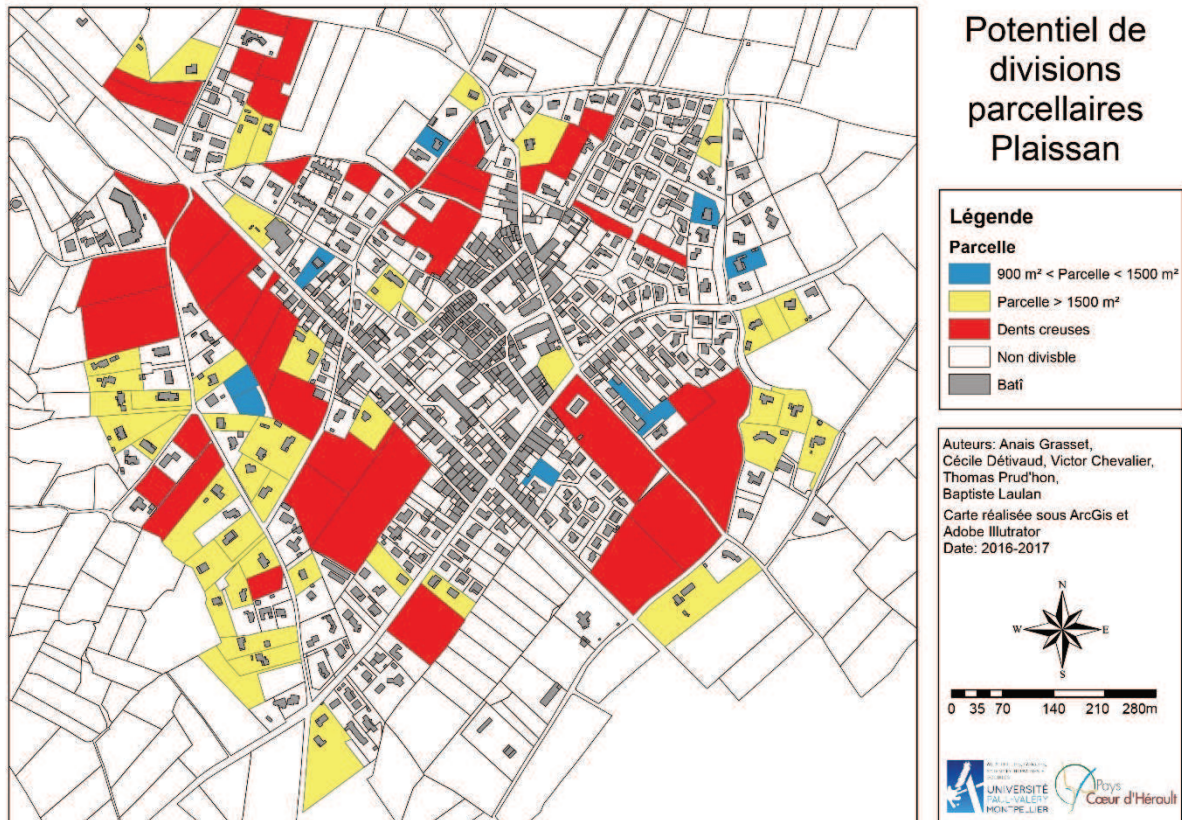 Potentiel de
divisions
parcellaires
Plaissan
Légende
Parcelle
900 m² < Parcelle < 1500 m²
Parcelle > 1500 m²
Dents creuses
Non divisble
Batî
Auteurs: Anais Grasset,
Cécile Détivaud, Victor Chevalier,
Thomas Prud'hon,
Baptiste Laulan
Carte réalisée sous ArcGis et
Adobe Illutrator
Date: 2016-2017
N
W E
S
0 35 70 140 210 280m
UNIVERSITÉ
PAUL-VALÉRY
MONTPELLIER
Pays
Cœur d'Hérault